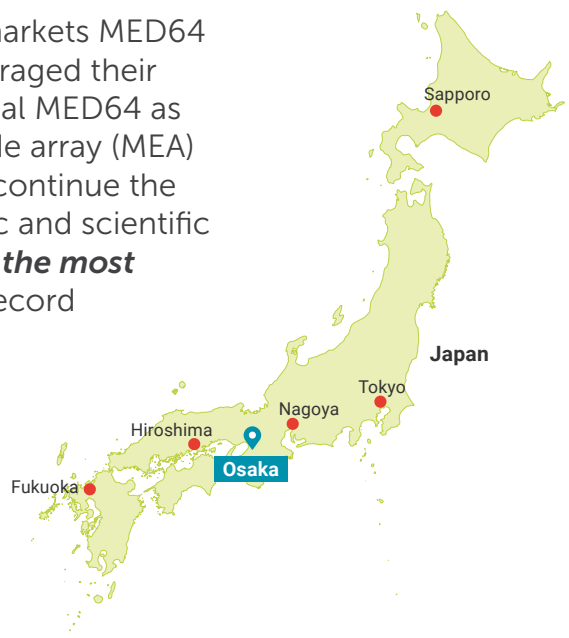 markets MED64
raged their
al MED64 as
le array (MEA)
continue the
c and scientific
the most
ecord
Sapporo
Japan
Tokyo
Nagoya
Hiroshima
Osaka
Fukuoka